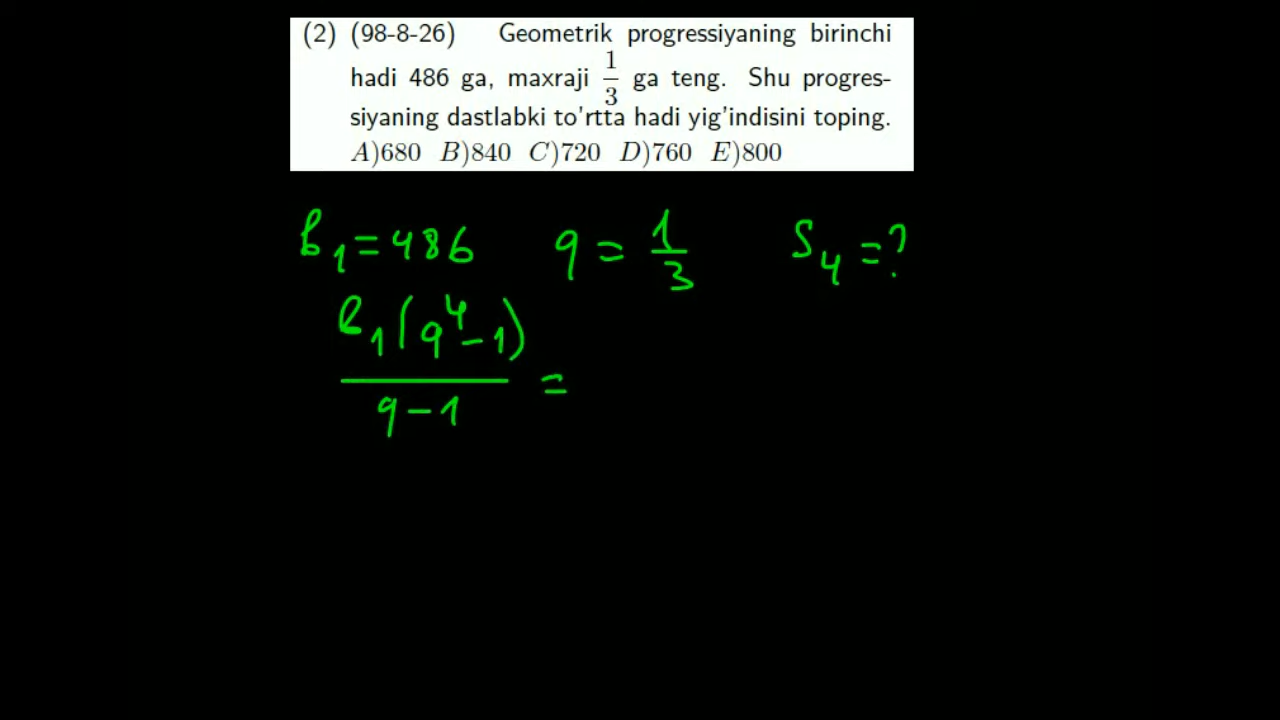 (2) (98-8-26) Geometrik progressiyaning birinchi
hadi 486 ga, maxraji 1/3 ga teng. Shu progres-
siyaning dastlabki to'rtta hadi yig'indisini toping.
A)680 B)840 C)720 D)760 E)800
b₁=486 q = 1/3 S₄=?
b₁(q⁴-1)/q-1 =